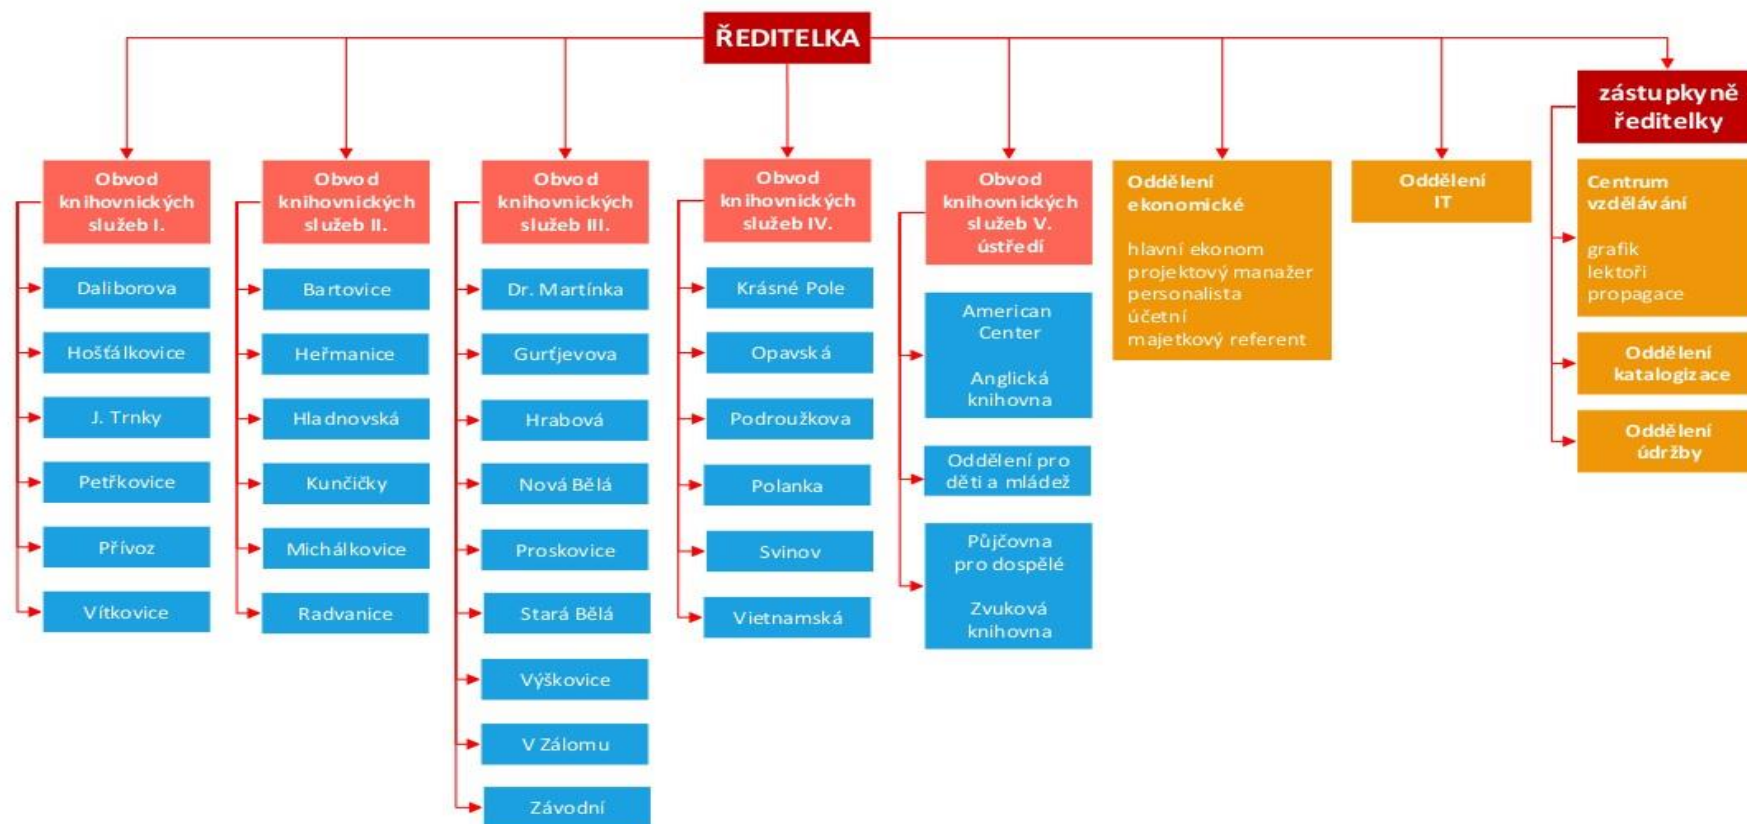 ŘEDITELKA
zástupkyně
ředitelky
Obvod
knihovnických
služeb I.
Daliborova
Hošťálkovice
J. Trnky
Petřkovice
Přívoz
Vítkovice
Obvod
knihovnických
služeb II.
Bartovice
Heřmanice
Hladnovská
Kunčičky
Michálkovice
Radvanice
Obvod
knihovnických
služeb III.
Dr. Martínka
Gurťjevova
Hrabová
Nová Bělá
Proskovice
Stará Bělá
Výškovice
V Zálomu
Závodní
Obvod
knihovnických
služeb IV.
Krásné Pole
Opavská
Podroužkova
Polanka
Svinov
Vietnamská
Obvod
knihovnických
služeb V.
ústředí
American
Center
Anglická
knihovna
Oddělení pro
děti a mládež
Půjčovna
pro dospělé
Zvuková
knihovna
Oddělení
ekonomické
hlavní ekonom
projektový manažer
personalista
účetní
majetkový referent
Oddělení
IT
Centrum
vzdělávání
grafik
lektoři
propagace
Oddělení
katalogizace
Oddělení
údržby